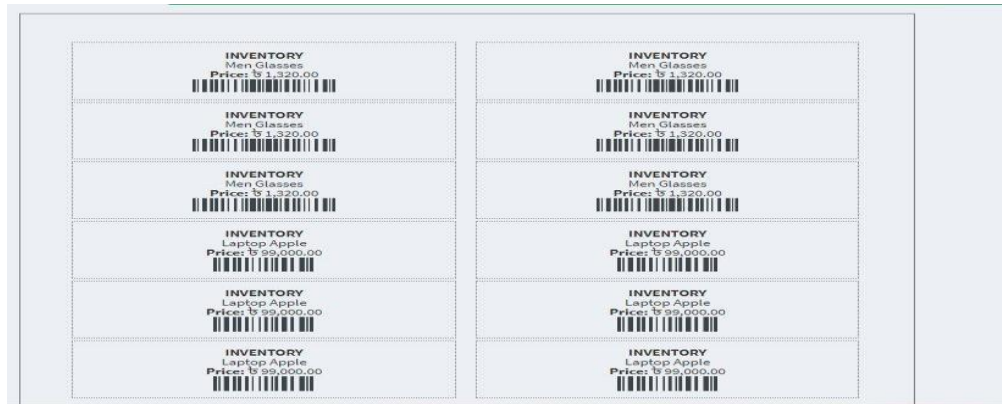 INVENTORY
Men Glasses
Price: ৳ 1,320.00
INVENTORY
Men Glasses
Price: ৳ 1,320.00
INVENTORY
Men Glasses
Price: ৳ 1,320.00
INVENTORY
Men Glasses
Price: ৳ 1,320.00
INVENTORY
Men Glasses
Price: ৳ 1,320.00
INVENTORY
Men Glasses
Price: ৳ 1,320.00
INVENTORY
Laptop Apple
Price: ৳ 99,000.00
INVENTORY
Laptop Apple
Price: ৳ 99,000.00
INVENTORY
Laptop Apple
Price: ৳ 99,000.00
INVENTORY
Laptop Apple
Price: ৳ 99,000.00
INVENTORY
Laptop Apple
Price: ৳ 99,000.00
INVENTORY
Laptop Apple
Price: ৳ 99,000.00